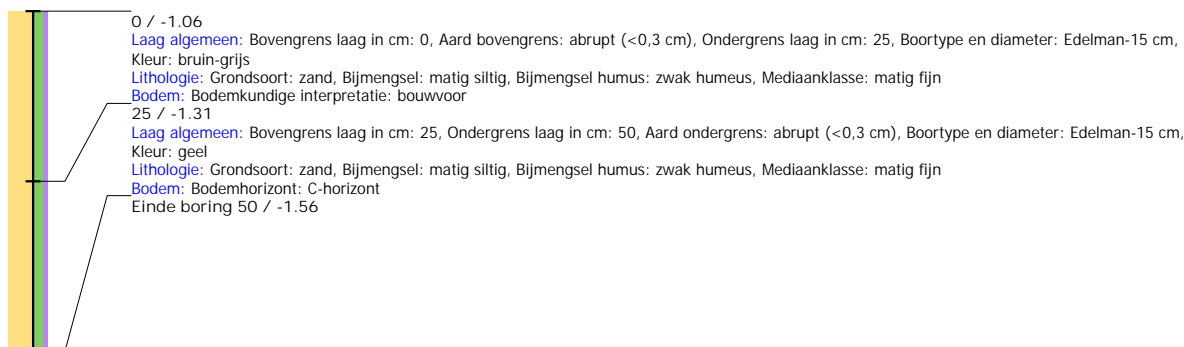 0 / -1.06
Laag algemeen: Bovengrens laag in cm: 0, Aard bovengrens: abrupt (<0,3 cm), Ondergrens laag in cm: 25, Boortype en diameter: Edelman-15 cm,
Kleur: bruin-grijs
Lithologie: Grondsoort: zand, Bijmengsel: matig siltig, Bijmengsel humus: zwak humeus, Mediaanklasse: matig fijn
Bodem: Bodemkundige interpretatie: bouwvoor
25 / -1.31
Laag algemeen: Bovengrens laag in cm: 25, Ondergrens laag in cm: 50, Aard ondergrens: abrupt (<0,3 cm), Boortype en diameter: Edelman-15 cm,
Kleur: geel
Lithologie: Grondsoort: zand, Bijmengsel: matig siltig, Bijmengsel humus: zwak humeus, Mediaanklasse: matig fijn
Bodem: Bodemhorizont: C-horizont
Einde boring 50 / -1.56